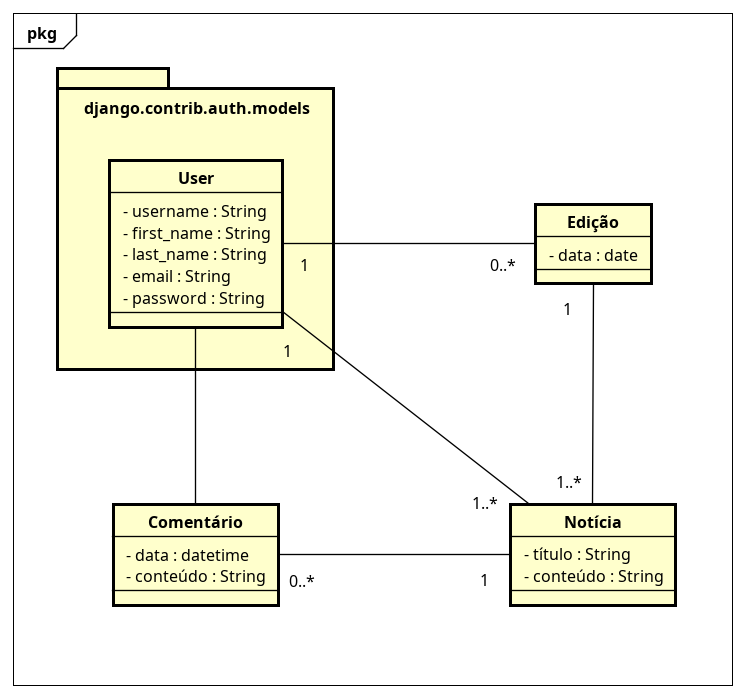 pkg
django.contrib.auth.models
User
- username : String
- first_name : String
- last_name : String
- email : String
- password : String
Edição
- data : date
1
0..*
1
1
1..*
1..*
Comentário
- data : datetime
- conteúdo : String
Notícia
- título : String
- conteúdo : String
0..*
1